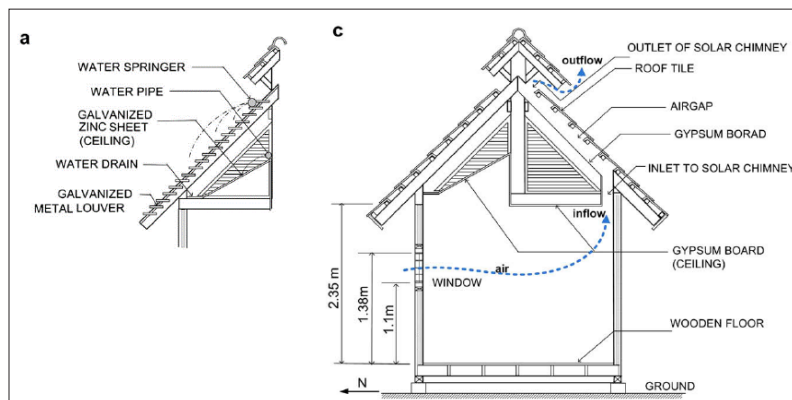 a
WATER SPRINGER
WATER PIPE
GALVANIZED
ZINC SHEET
(CEILING)
WATER DRAIN
GALVANIZED
METAL LOUVER
c
outflow
OUTLET OF SOLAR CHIMNEY
ROOF TILE
AIRGAP
GYPSUM BORAD
INLET TO SOLAR CHIMNEY
inflow
GYPSUM BOARD
(CEILING)
air
WINDOW
2.35 m
1.38m
1.1m
WOODEN FLOOR
N
GROUND